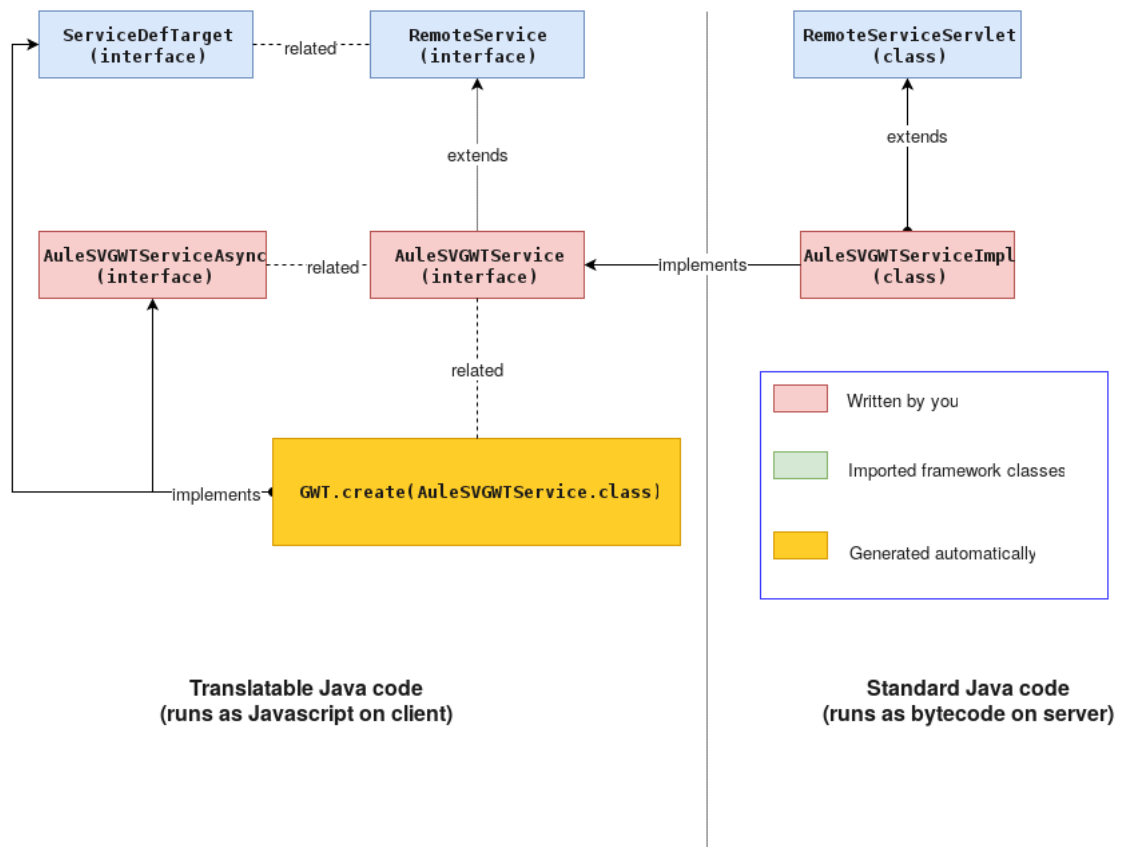 ServiceDefTarget
(interface)
related
RemoteService
(interface)
RemoteServiceServlet
(class)
extends
extends
AuleSVGWTServiceAsync
(interface)
related
AuleSVGWTService
(interface)
implements
AuleSVGWTServiceImpl
(class)
related
implements
GWT.create(AuleSVGWTService.class)
Written by you
Imported framework classes
Generated automatically
Translatable Java code
(runs as Javascript on client)
Standard Java code
(runs as bytecode on server)